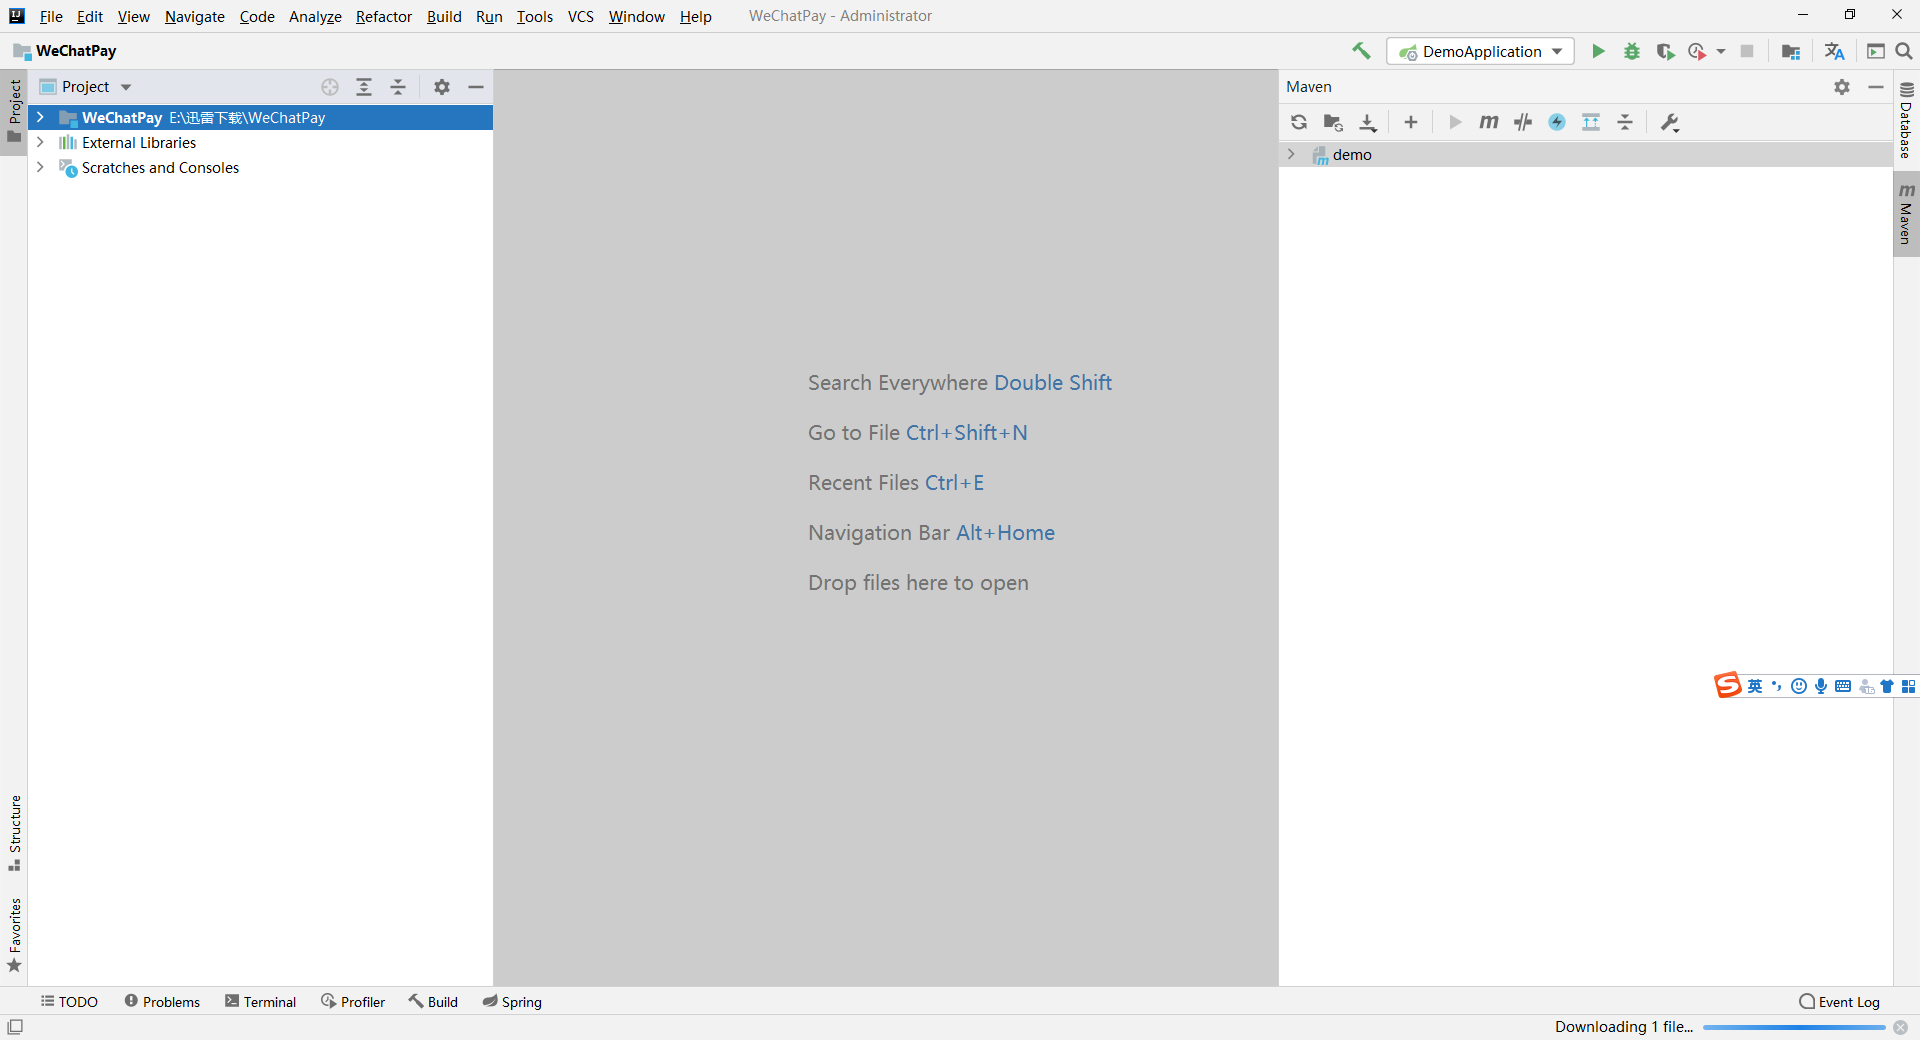 File Edit View Navigate Code Analyze Refactor Build Run Tools VCS Window Help WeChatPay - Administrator
WeChatPay
DemoApplication
Project
Project
WeChatPay E:\迅雷下载\WeChatPay
External Libraries
Scratches and Consoles
Structure
Favorites
Search Everywhere Double Shift
Go to File Ctrl+Shift+N
Recent Files Ctrl+E
Navigation Bar Alt+Home
Drop files here to open
Maven
demo
Database
Maven
英
TODO Problems Terminal Profiler Build Spring Event Log
Downloading 1 file...